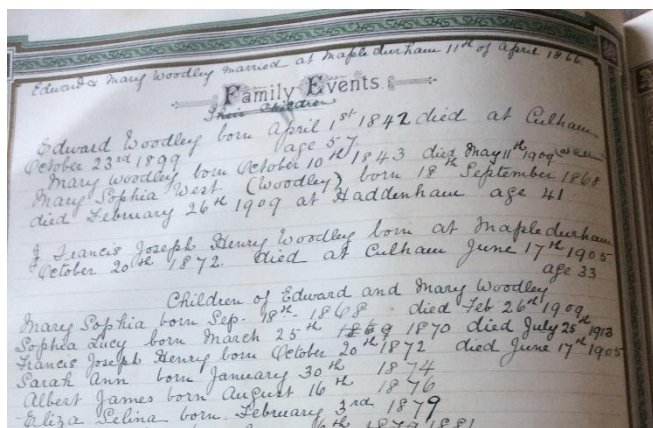 Edward & Mary Woodley married at Mapledurham 11th of April 1866
Family Events.
Their Children
Edward Woodley born April 1st 1842 died at Culham
October 23rd 1899 age 57
Mary Woodley born October 10th 1843 died May 11th 1909
Mary Sophia West (Woodley) born 18th September 1868
died February 26th 1909 at Haddenham age 41
J Francis Joseph Henry Woodley born at Mapledurham
October 20th 1872. died at Culham June 17th 1905
age 33
Children of Edward and Mary Woodley
Mary Sophia born Sep. 18th 1868 died Feb 26th 1909
Sophia Lucy born March 25th 1869 1870 died July 25th 1913
Francis Joseph Henry born October 20th 1872 died June 17th 1905
Sarah Ann born January 30th 1874
Albert James born August 16th 1876
Eliza Selina born February 3rd 1879
6th 1879 1881